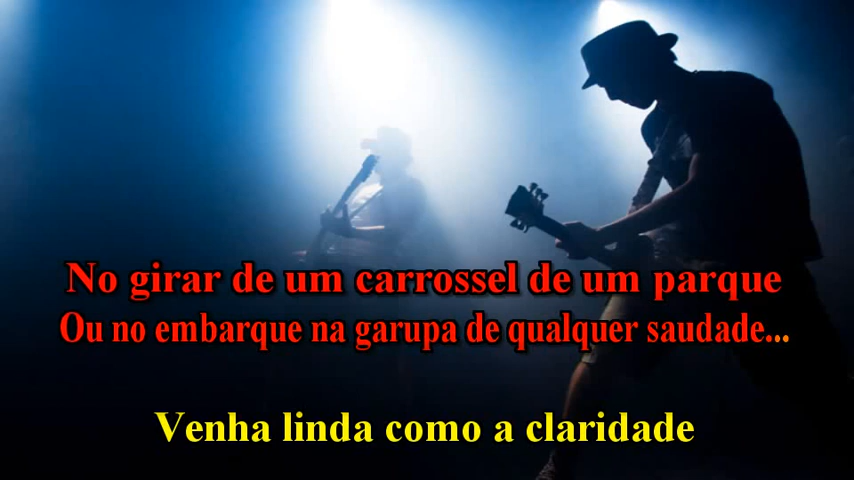 No girar de um carrossel de um parque
Ou no embarque na garupa de qualquer saudade...
Venha linda como a claridade